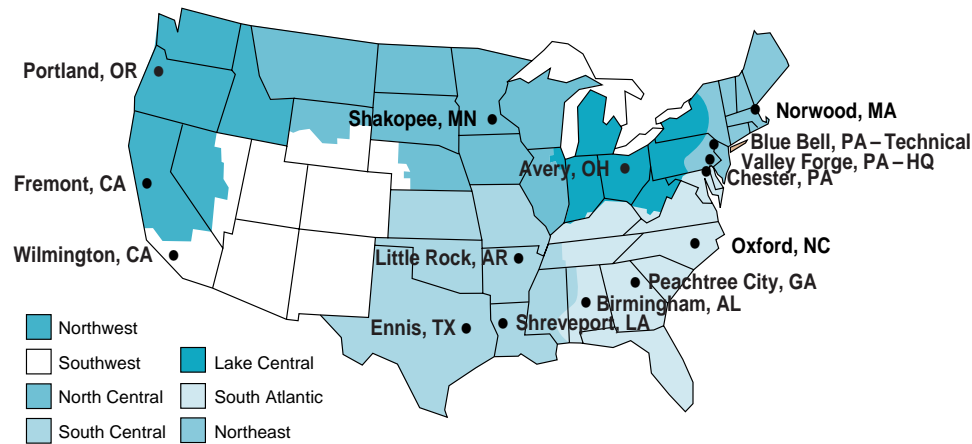 Portland, OR
Shakopee, MN
Norwood, MA
Blue Bell, PA – Technical
Valley Forge, PA – HQ
Avery, OH
Chester, PA
Fremont, CA
Oxford, NC
Wilmington, CA
Little Rock, AR
Peachtree City, GA
Birmingham, AL
Ennis, TX
Shreveport, LA
Northwest
Southwest
Lake Central
North Central
South Atlantic
South Central
Northeast